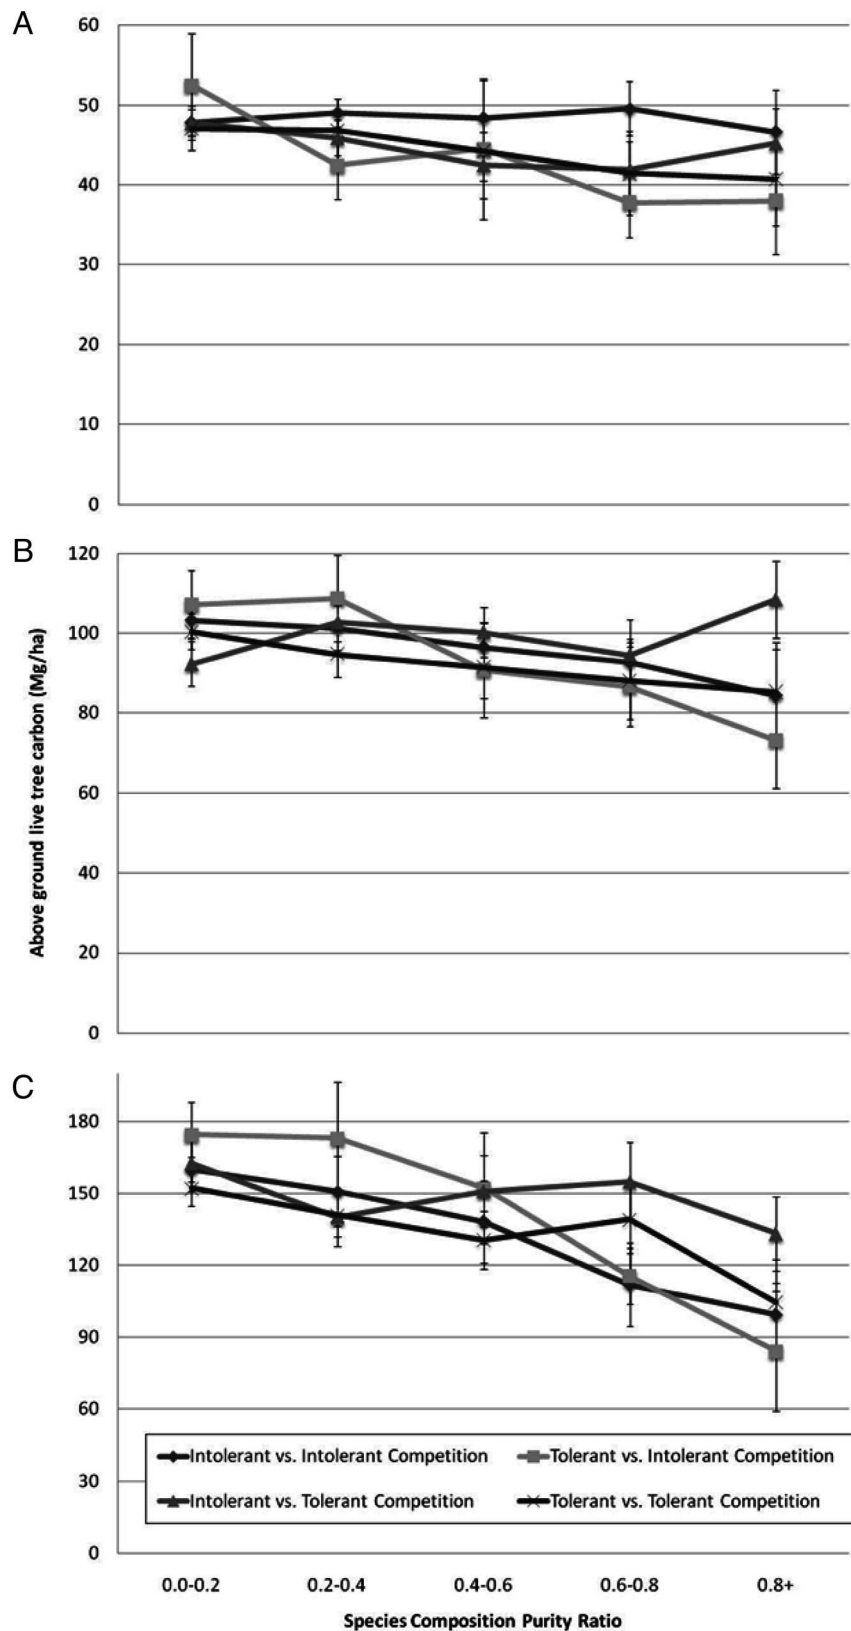 A
60
50
40
30
20
10
0
B
120
100
80
60
40
20
0
Above ground live tree carbon (Mg/ha)
C
180
150
120
90
60
30
0
Intolerant vs. Intolerant Competition Tolerant vs. Intolerant Competition
Intolerant vs. Tolerant Competition Tolerant vs. Tolerant Competition
0.0-0.2 0.2-0.4 0.4-0.6 0.6-0.8 0.8+
Species Composition Purity Ratio